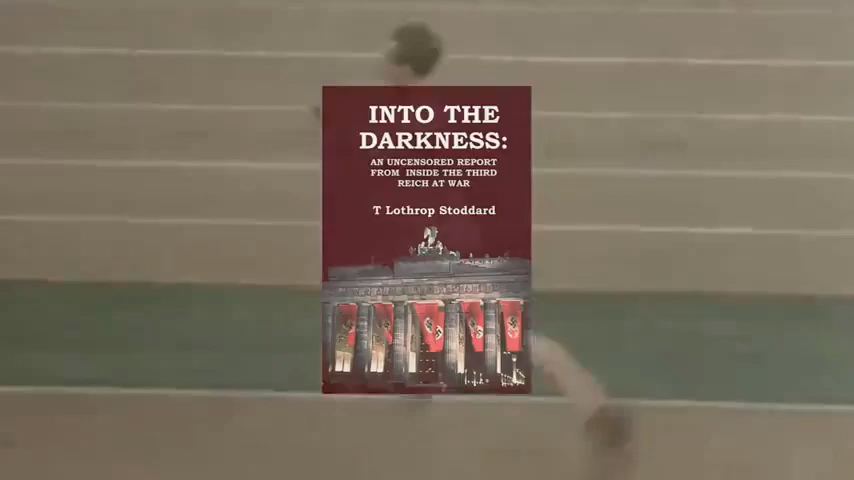 INTO THE
DARKNESS:
AN UNCENSORED REPORT
FROM INSIDE THE THIRD
REICH AT WAR
T Lothrop Stoddard